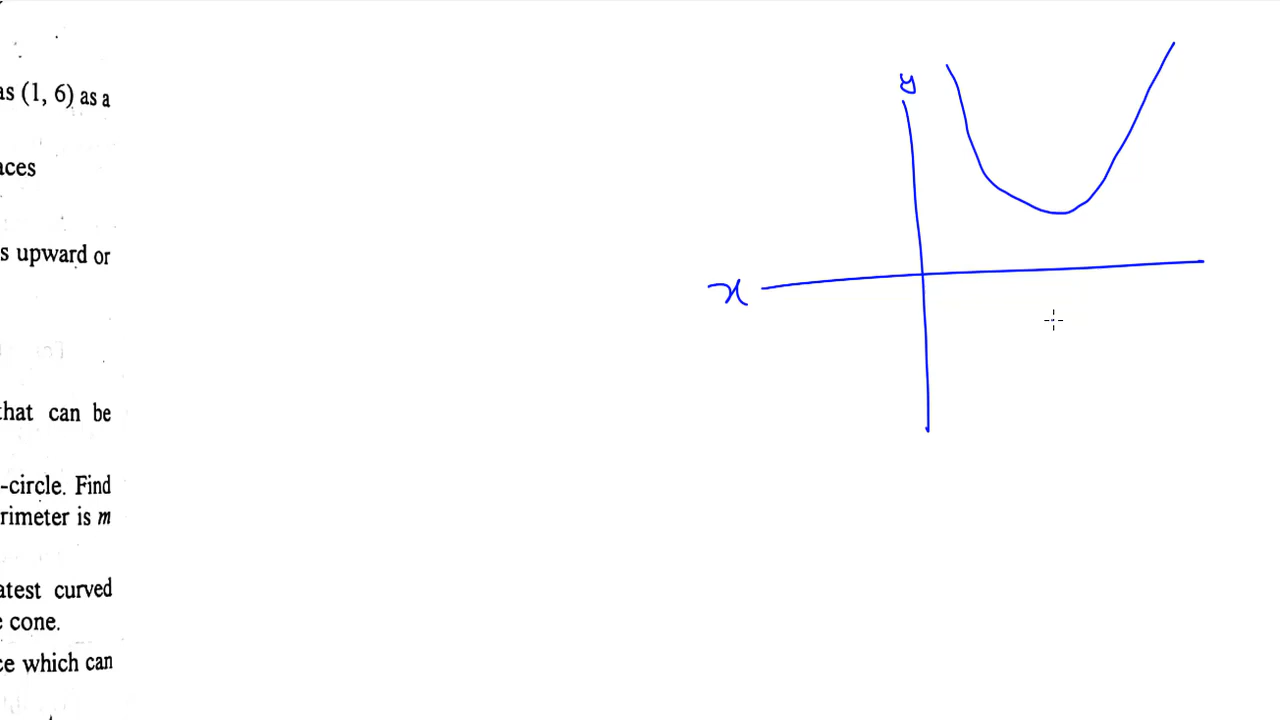 as (1, 6) as a
aces
s upward or
that can be
-circle. Find
rimeter is m
atest curved
e cone.
ce which can
y
x